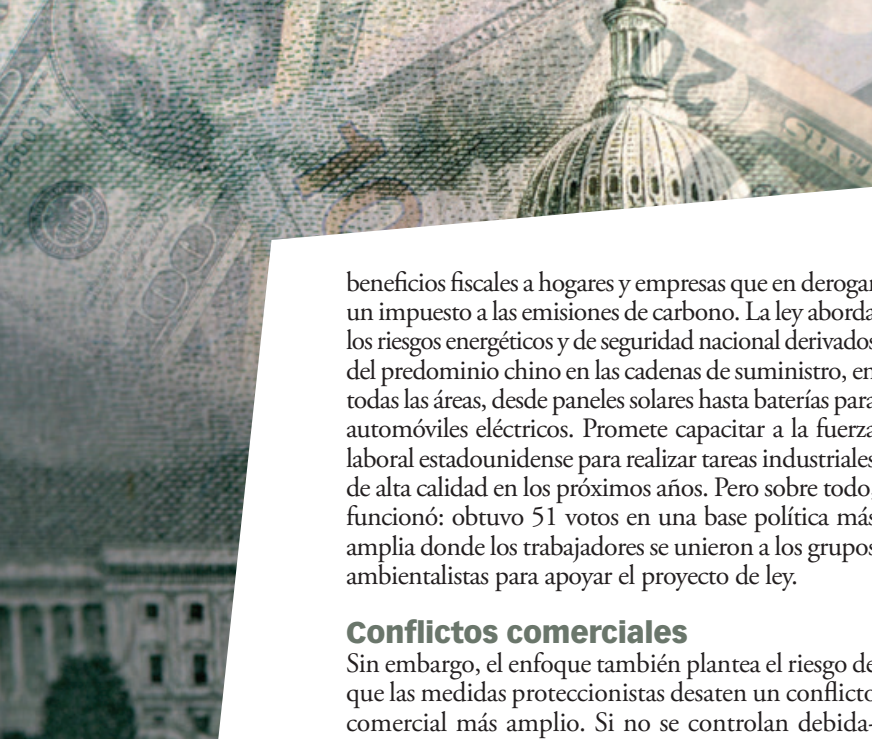 20
10
beneficios fiscales a hogares y empresas que en derogar
un impuesto a las emisiones de carbono. La ley aborda
los riesgos energéticos y de seguridad nacional derivados
del predominio chino en las cadenas de suministro, en
todas las áreas, desde paneles solares hasta baterías para
automóviles eléctricos. Promete capacitar a la fuerza
laboral estadounidense para realizar tareas industriales
de alta calidad en los próximos años. Pero sobre todo,
funcionó: obtuvo 51 votos en una base política más
amplia donde los trabajadores se unieron a los grupos
ambientalistas para apoyar el proyecto de ley.
Conflictos comerciales
Sin embargo, el enfoque también plantea el riesgo de
que las medidas proteccionistas desaten un conflicto
comercial más amplio. Si no se controlan debida-